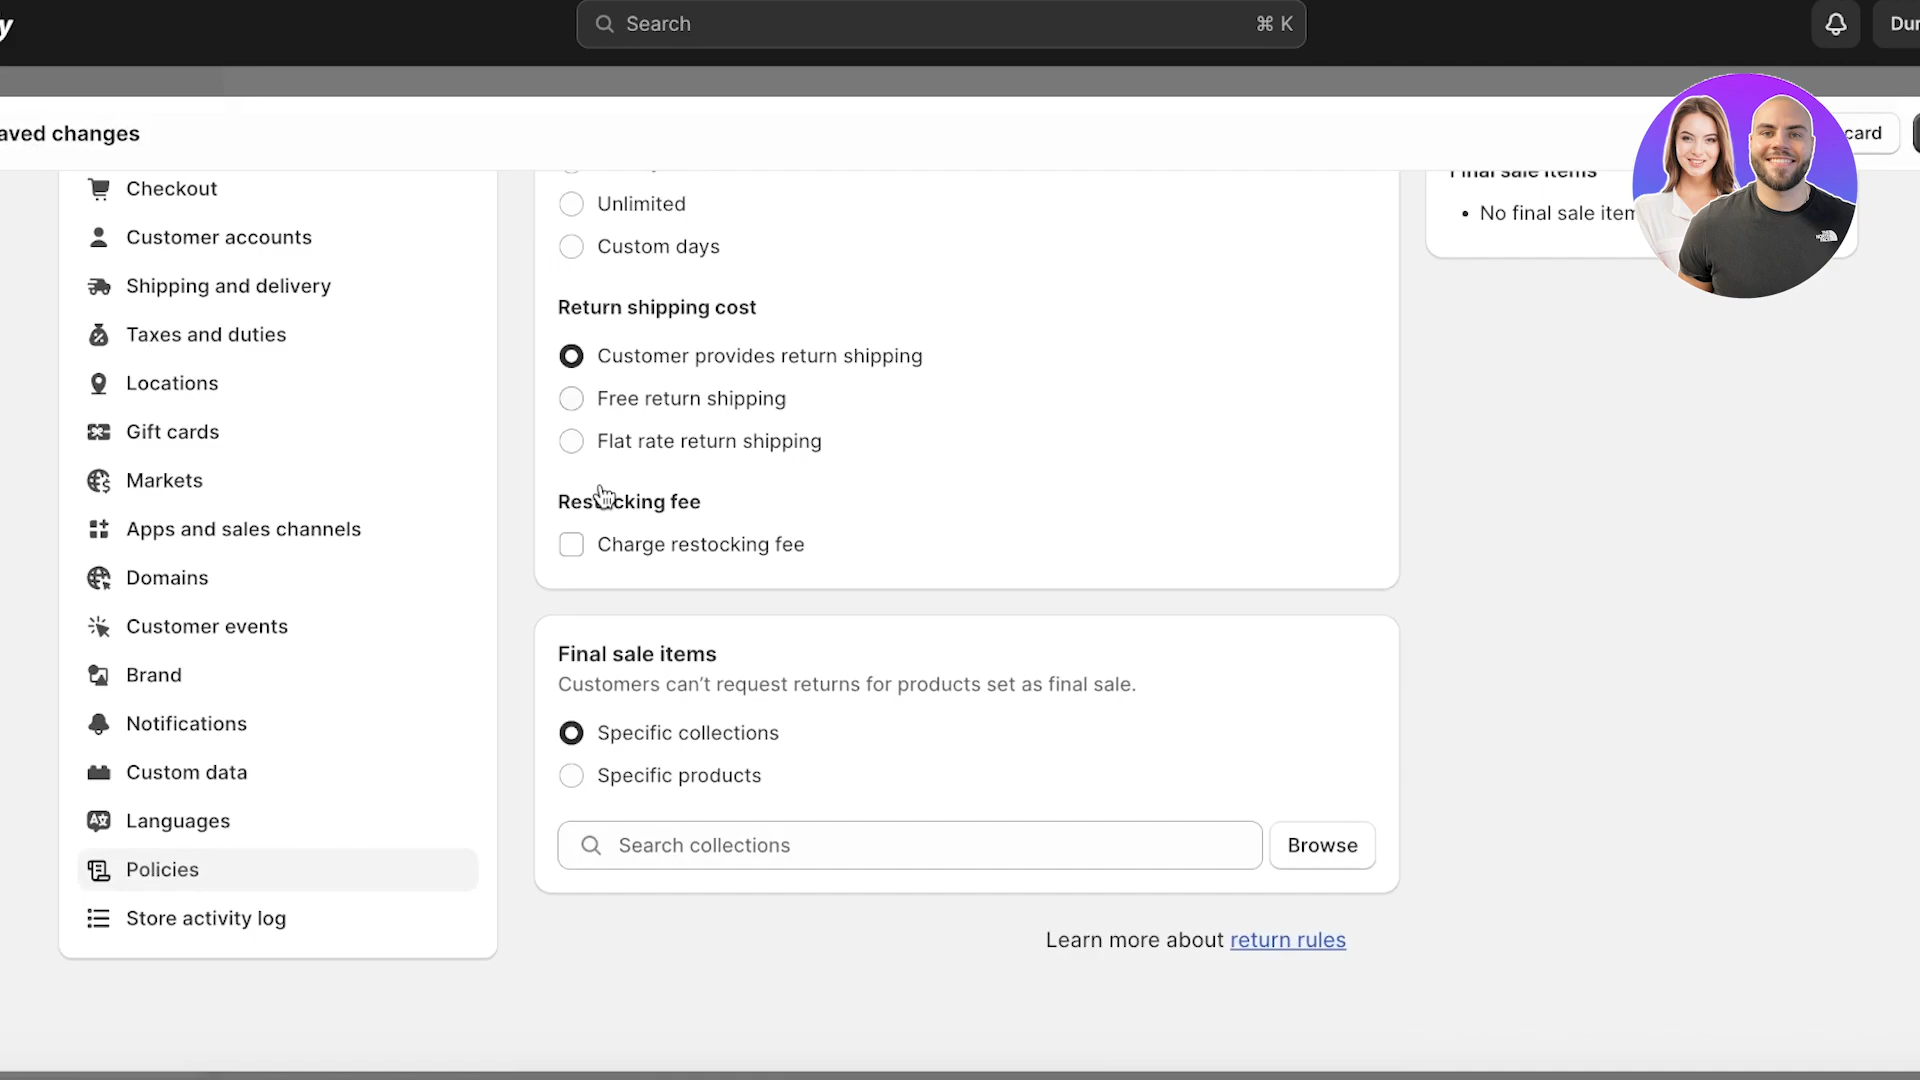 y
Search
⌘ K
Dun
aved changes
card
Checkout
Customer accounts
Shipping and delivery
Taxes and duties
Locations
Gift cards
Markets
Apps and sales channels
Domains
Customer events
Brand
Notifications
Custom data
Languages
Policies
Store activity log
Unlimited
Custom days
Return shipping cost
Customer provides return shipping
Free return shipping
Flat rate return shipping
Restocking fee
Charge restocking fee
Final sale items
Customers can’t request returns for products set as final sale.
Specific collections
Specific products
Search collections
Browse
Learn more about return rules
Final sale items
• No final sale item